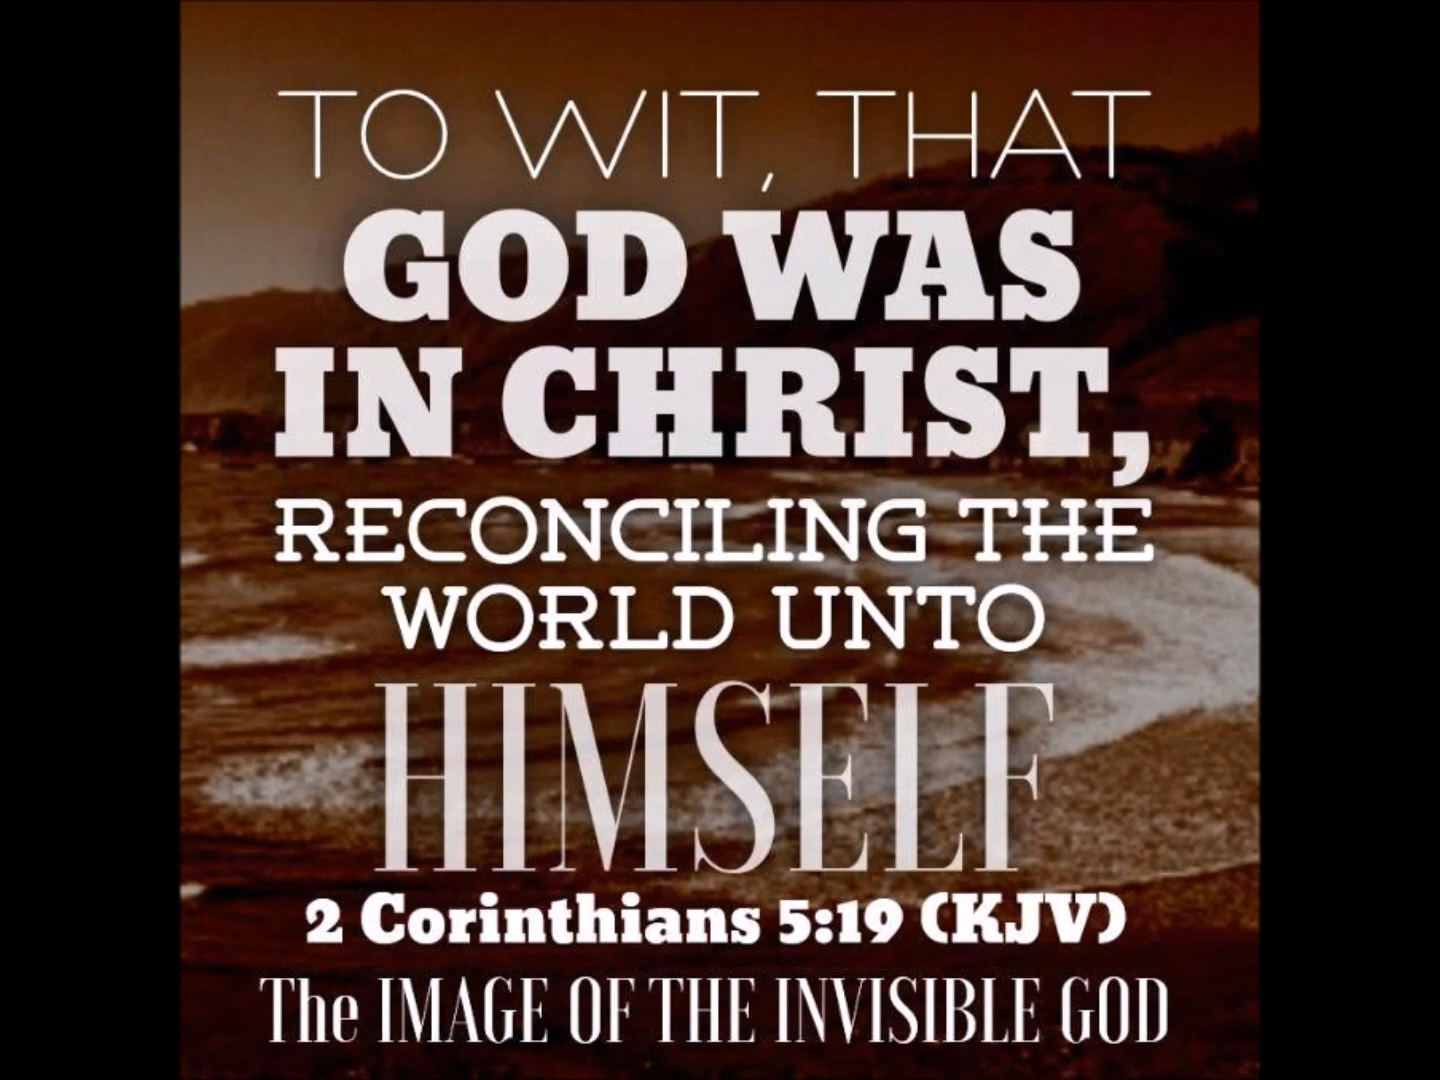 TO WIT, THAT
GOD WAS
IN CHRIST,
RECONCILING THE
WORLD UNTO
HIMSELF
2 Corinthians 5:19 (KJV)
The IMAGE OF THE INVISIBLE GOD